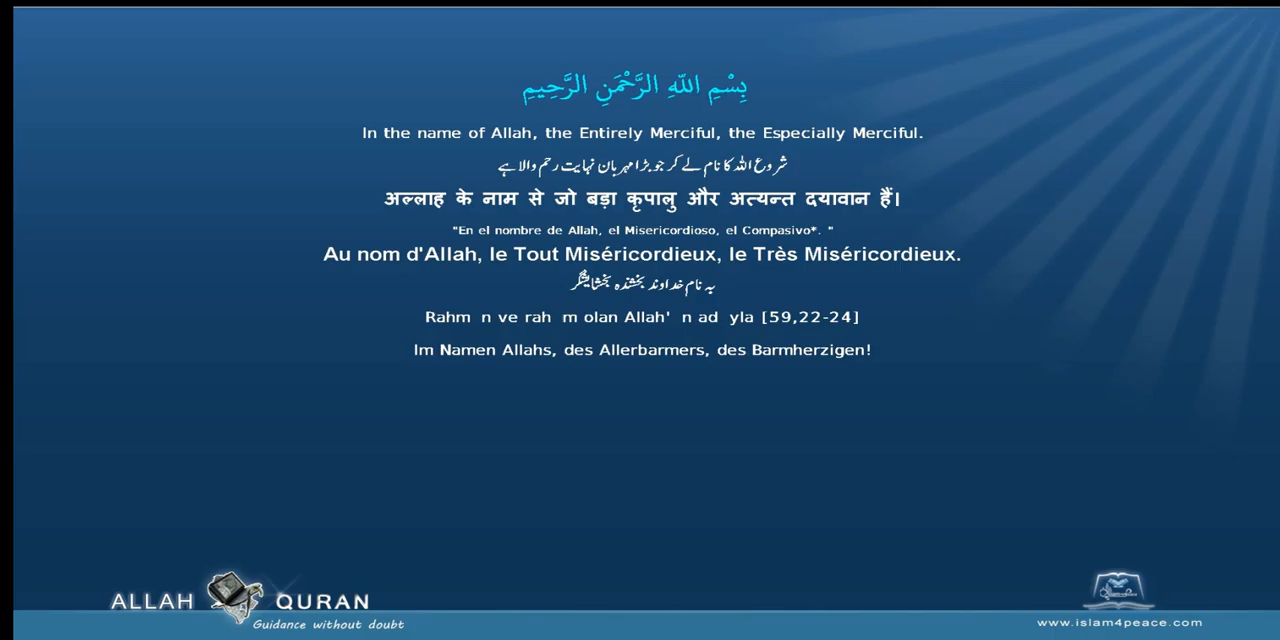 بِسْمِ اللّهِ الرَّحْمَنِ الرَّحِيمِ
In the name of Allah, the Entirely Merciful, the Especially Merciful.
شروع اللہ کا نام لے کر جو بڑا مہربان نہایت رحم والا ہے
अल्लाह के नाम से जो बड़ा कृपालु और अत्यन्त दयावान हैं।
"En el nombre de Allah, el Misericordioso, el Compasivo*. "
Au nom d'Allah, le Tout Miséricordieux, le Très Miséricordieux.
به نام خداوند بخشنده بخشایشگر
Rahm n ve rah m olan Allah' n ad yla [59,22-24]
Im Namen Allahs, des Allerbarmers, des Barmherzigen!
ALLAH QURAN
Guidance without doubt
www.islam4peace.com